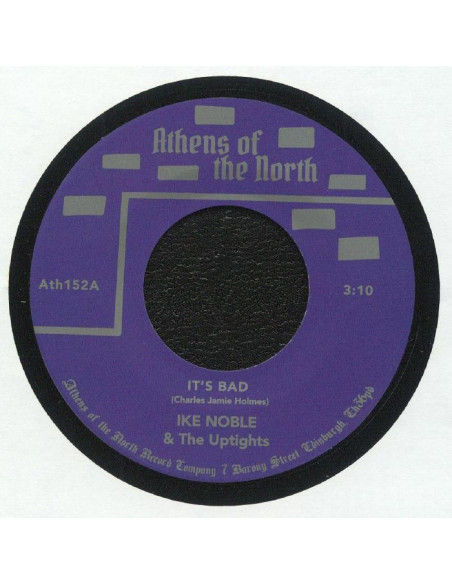 Athens of
the North
Ath152A
3:10
IT'S BAD
(Charles Jamie Holmes)
IKE NOBLE
& The Uptights
Athens of the North Record Company 7 Barony Street Edinburgh, Eh36pd